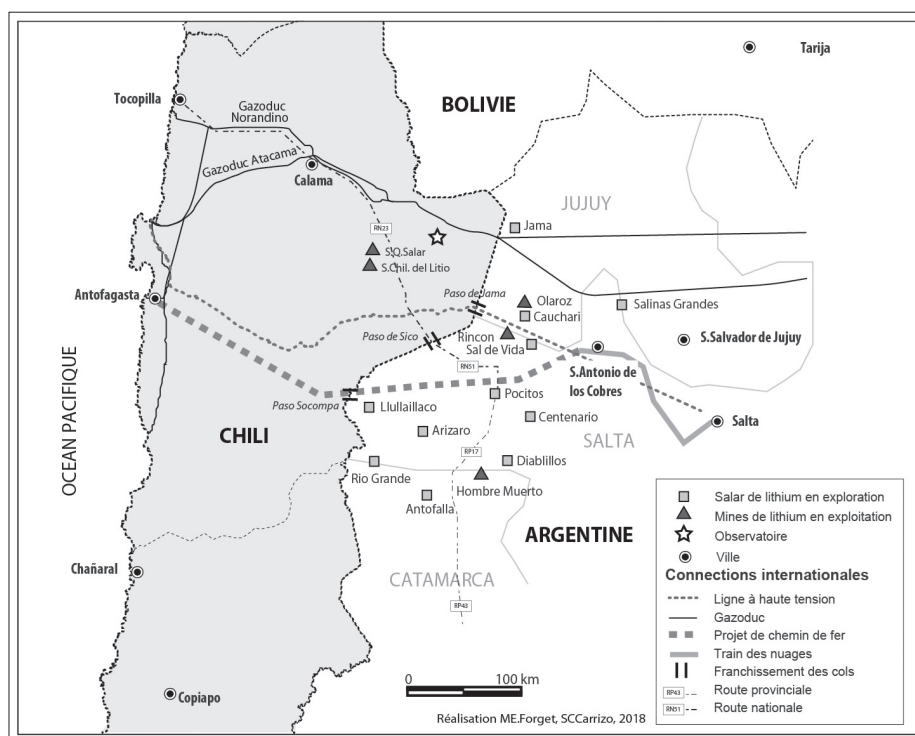 Tarija
BOLIVIE
Tocopilla
Gazoduc
Norandino
Gazoduc Atacama
Calama
JUJUY
RN23
Jama
S.Q.Salar
S.Chil. del Litio
Antofagasta
Paso de Jama
Olaroz
Cauchari
Salinas Grandes
Paso de Sico
Rincon
Sal de Vida
S.Salvador de Jujuy
RN51
S.Antonio de
los Cobres
Paso Socompa
Llullaillaco
Pocitos
Salta
OCEAN PACIFIQUE
CHILI
Arizaro
Centenario
SALTA
RP17
Rio Grande
Diablillos
Hombre Muerto
Antofalla
ARGENTINE
Chañaral
CATAMARCA
RP43
Copiapo
0 100 km
Réalisation ME.Forget, SCCarrizo, 2018
Salar de lithium en exploration
Mines de lithium en exploitation
Observatoire
Ville
Connections internationales
Ligne à haute tension
Gazoduc
Projet de chemin de fer
Train des nuages
Franchissement des cols
RP43 Route provinciale
RN51 Route nationale